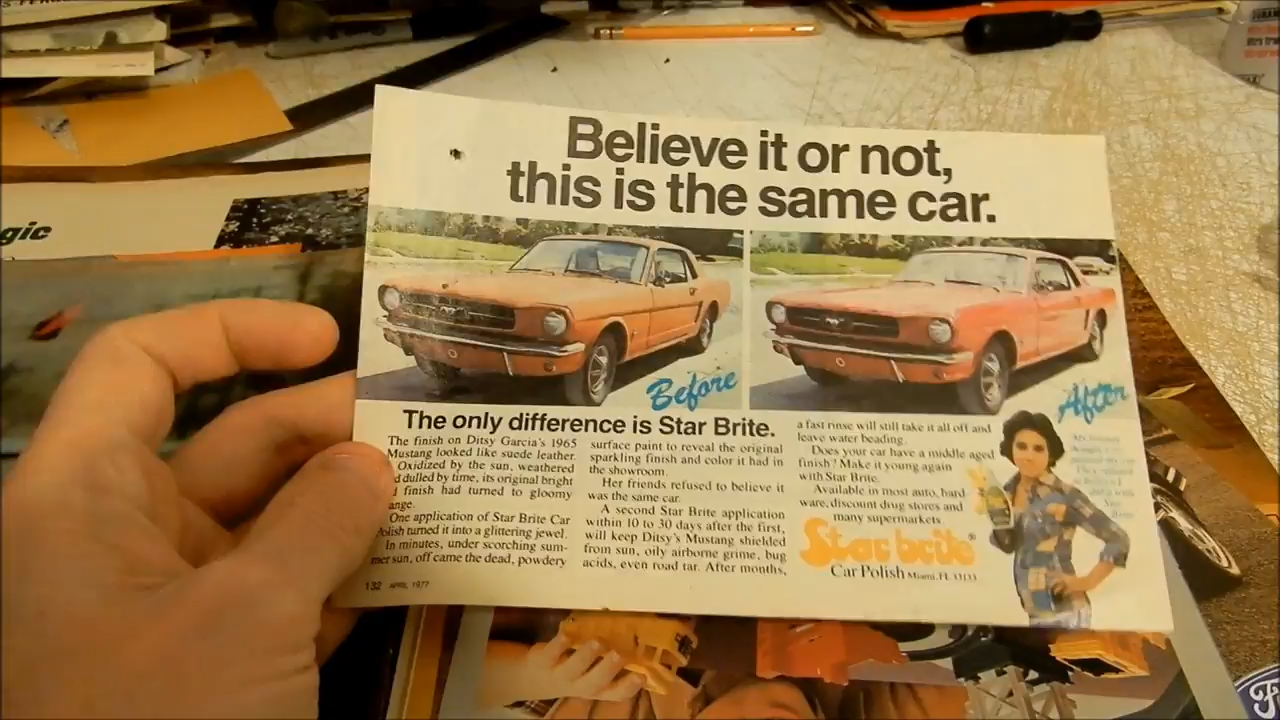 Believe it or not,
this is the same car.
gic
Before
After
The only difference is Star Brite.
The finish on Ditsy Garcia's 1965
Mustang looked like suede leather.
Oxidized by the sun, weathered
dulled by time, its original bright
finish had turned to gloomy
ange.
One application of Star Brite Car
olish turned it into a glittering jewel.
In minutes, under scorching sum-
mer sun, off came the dead, powdery
surface paint to reveal the original
sparkling finish and color it had in
the showroom.
Her friends refused to believe it
was the same car.
A second Star Brite application
within 10 to 30 days after the first,
will keep Ditsy's Mustang shielded
from sun, oily airborne grime, bug
acids, even road tar. After months,
a fast rinse will still take it all off and
leave water beading.
Does your car have a middle aged
finish? Make it young again
with Star Brite.
Available in most auto, hard-
ware, discount drug stores and
many supermarkets
Star brite®
Car Polish Miami, FL 33133
132 APRIL 1977